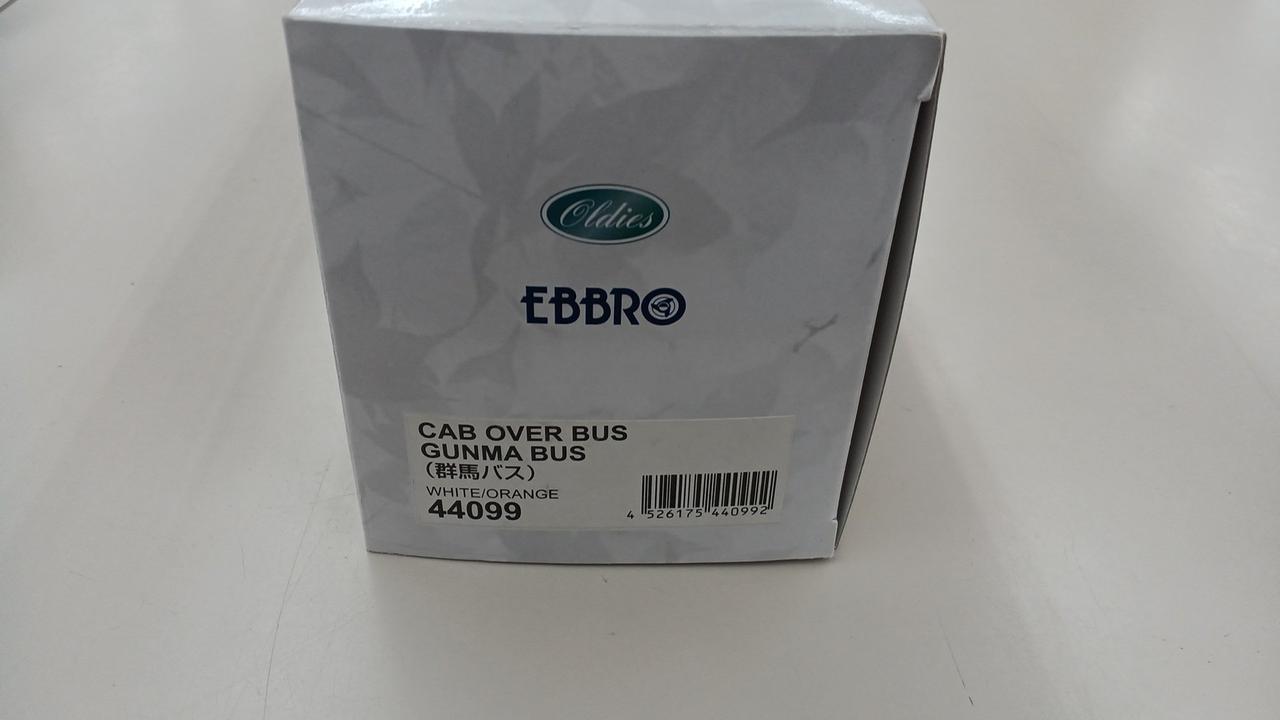 Oldies
EBBRO
CAB OVER BUS
GUNMA BUS
(群馬バス)
WHITE/ORANGE
44099
4 526175 440992